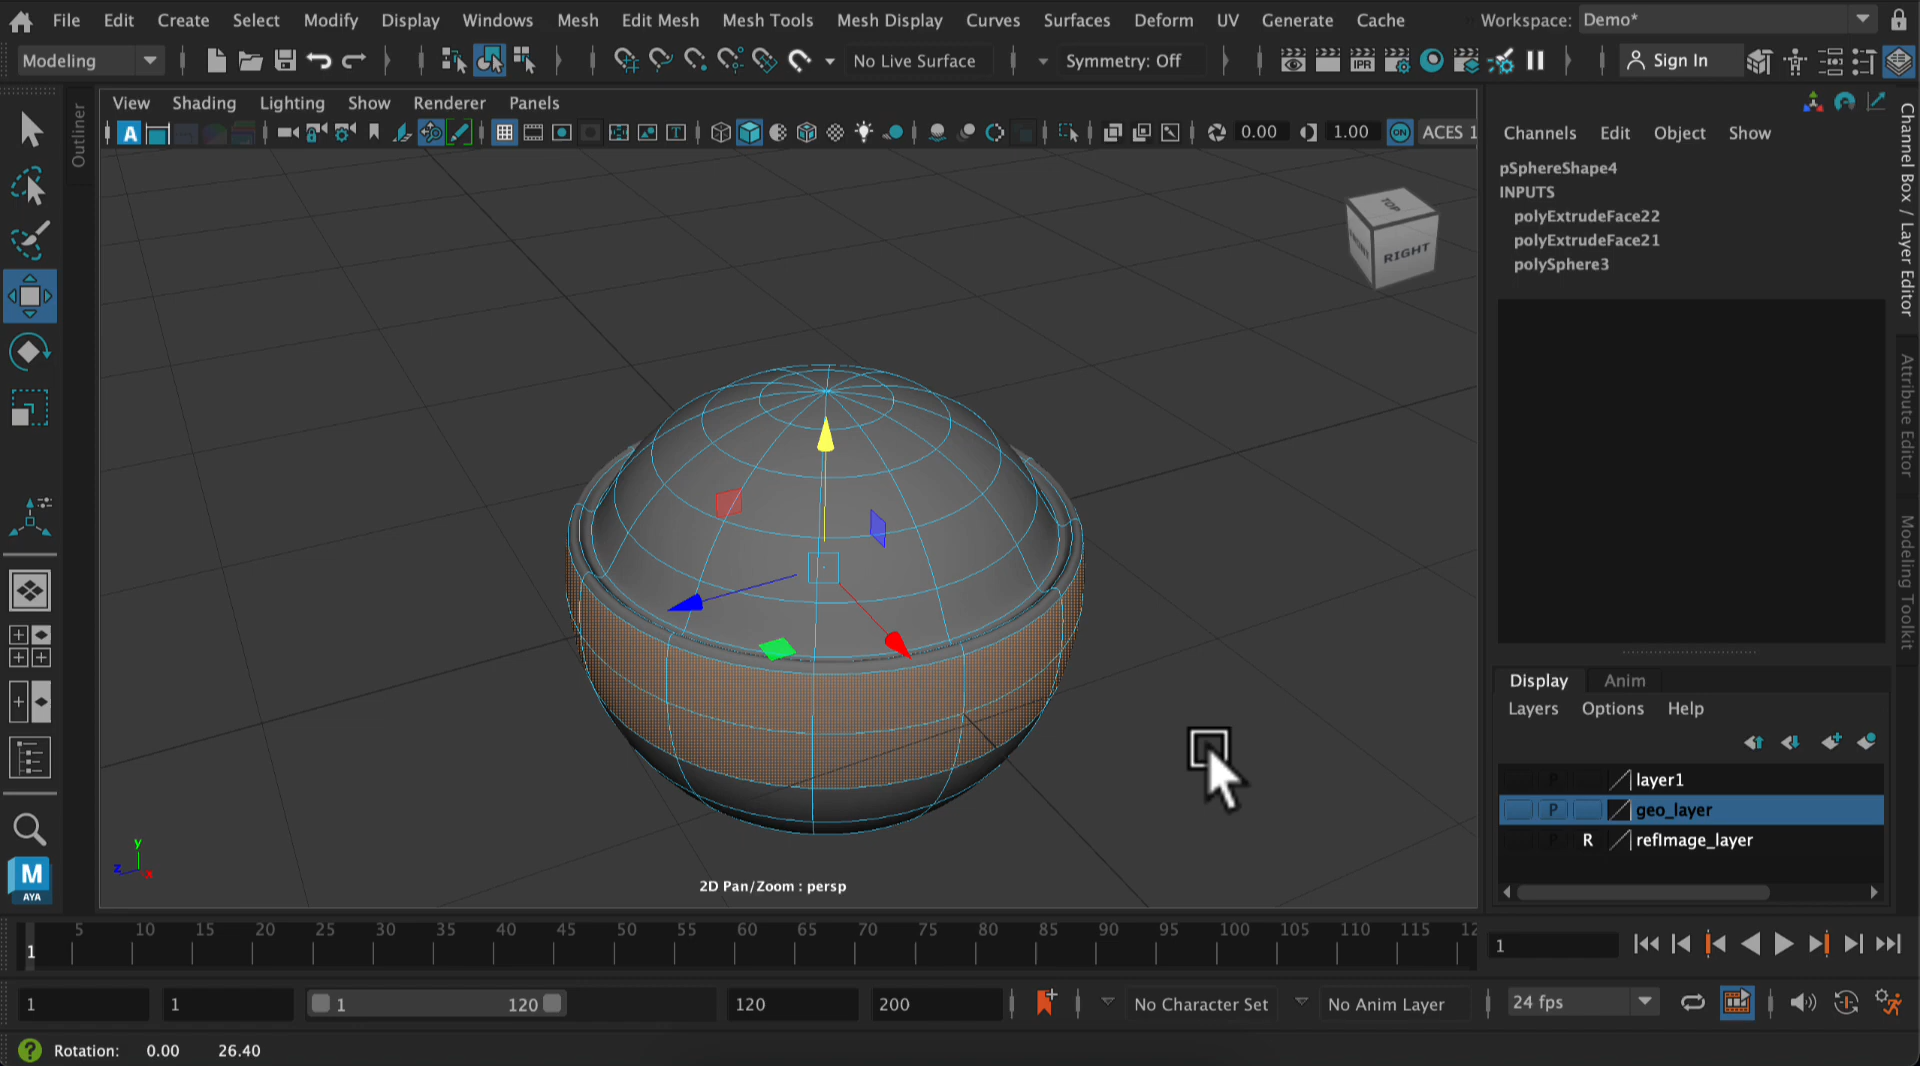 File Edit Create Select Modify Display Windows Mesh Edit Mesh Mesh Tools Mesh Display Curves Surfaces Deform UV Generate Cache Workspace: Demo*
Modeling No Live Surface Symmetry: Off IPR Sign In
View Shading Lighting Show Renderer Panels
A T 0.00 1.00 ON ACES 1
Outliner
TOP
FRONT
RIGHT
Channels Edit Object Show
pSphereShape4
INPUTS
polyExtrudeFace22
polyExtrudeFace21
polySphere3
Channel Box / Layer Editor
Attribute Editor
Modeling Toolkit
Display Anim
Layers Options Help
P layer1
P geo_layer
P R refImage_layer
y
z
x
2D Pan/Zoom : persp
M
AYA
5 10 15 20 25 30 35 40 45 50 55 60 65 70 75 80 85 90 95 100 105 110 115 12
1
1
1 1 1 120 120 200 No Character Set No Anim Layer 24 fps
? Rotation: 0.00 26.40